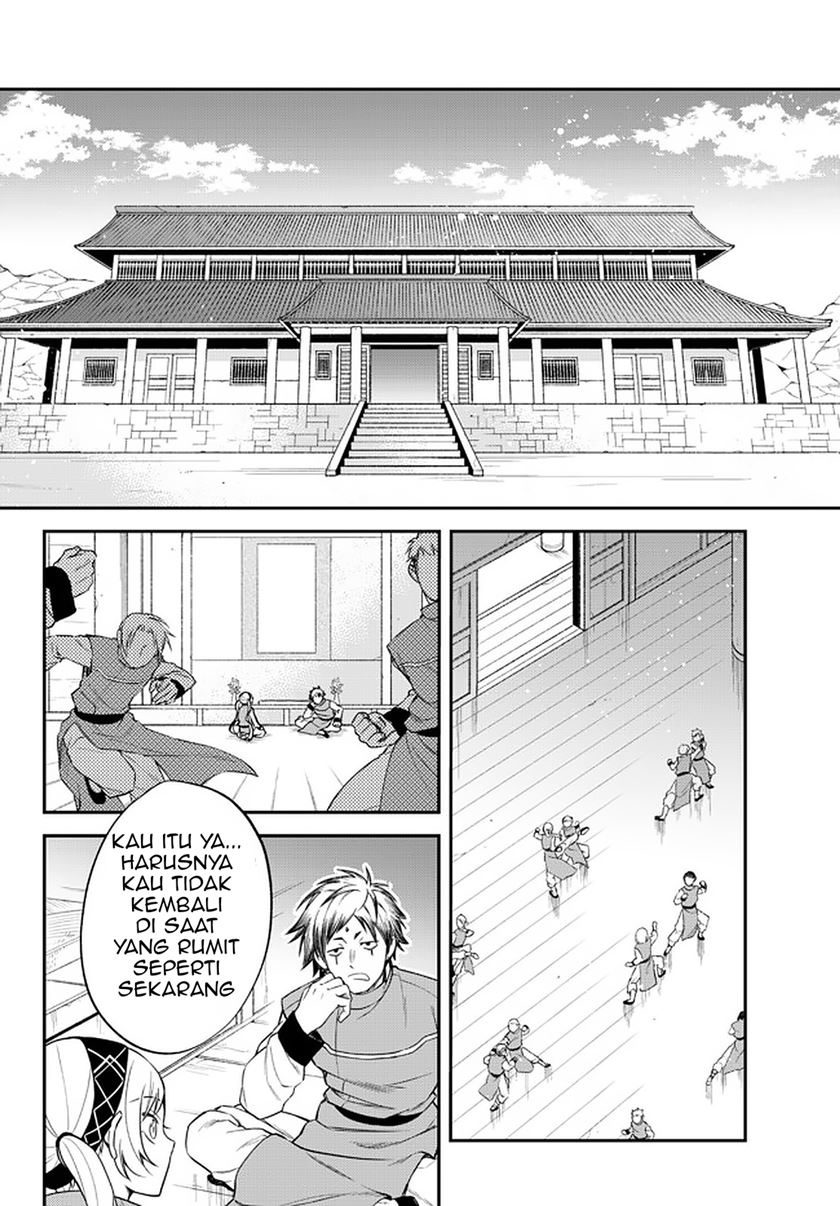 KAU ITU YA...
HARUSNYA
KAU TIDAK
KEMBALI
DI SAAT
YANG RUMIT
SEPERTI
SEKARANG